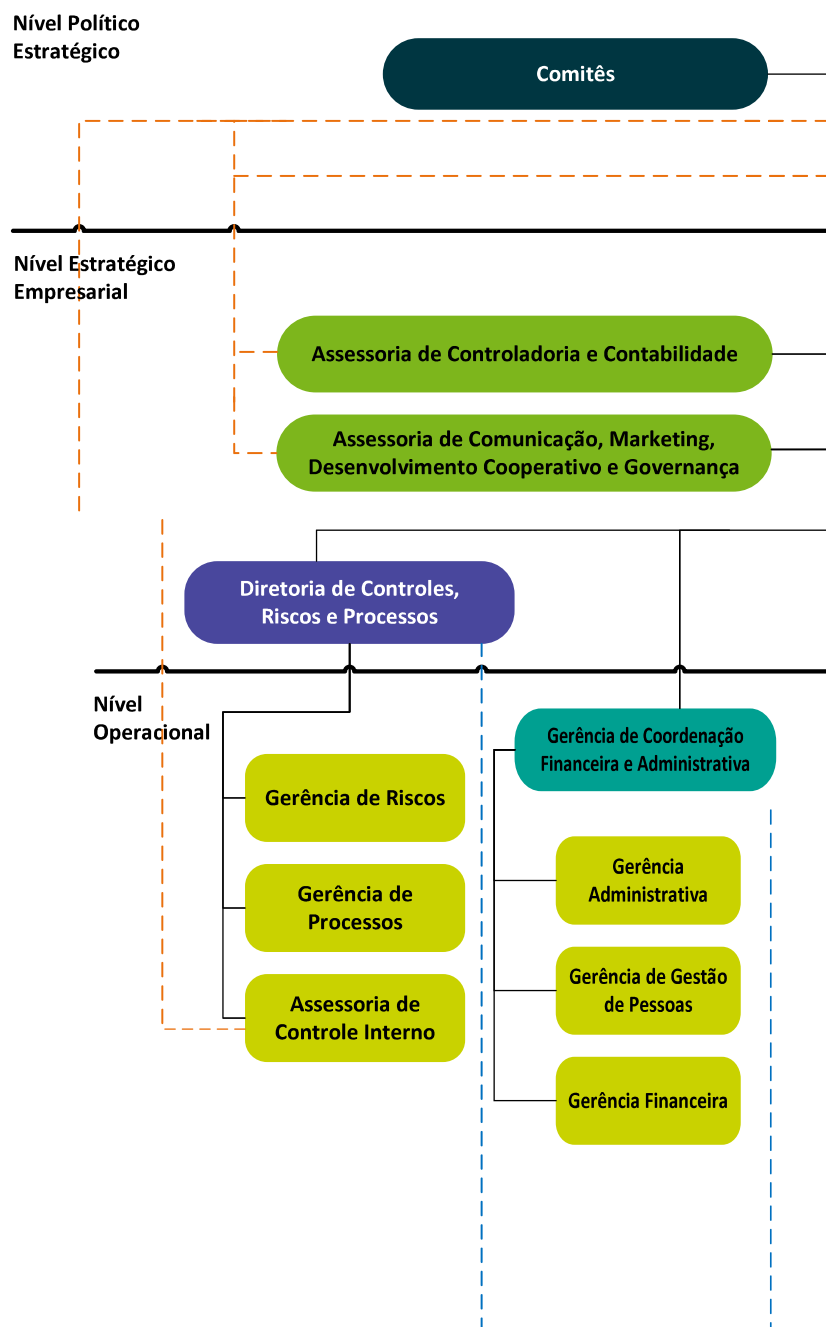 Nível Político
Estratégico
Comitês
Nível Estratégico
Empresarial
Assessoria de Controladoria e Contabilidade
Assessoria de Comunicação, Marketing,
Desenvolvimento Cooperativo e Governança
Diretoria de Controles,
Riscos e Processos
Nível
Operacional
Gerência de Riscos
Gerência de
Processos
Assessoria de
Controle Interno
Gerência de Coordenação
Financeira e Administrativa
Gerência
Administrativa
Gerência de Gestão
de Pessoas
Gerência Financeira